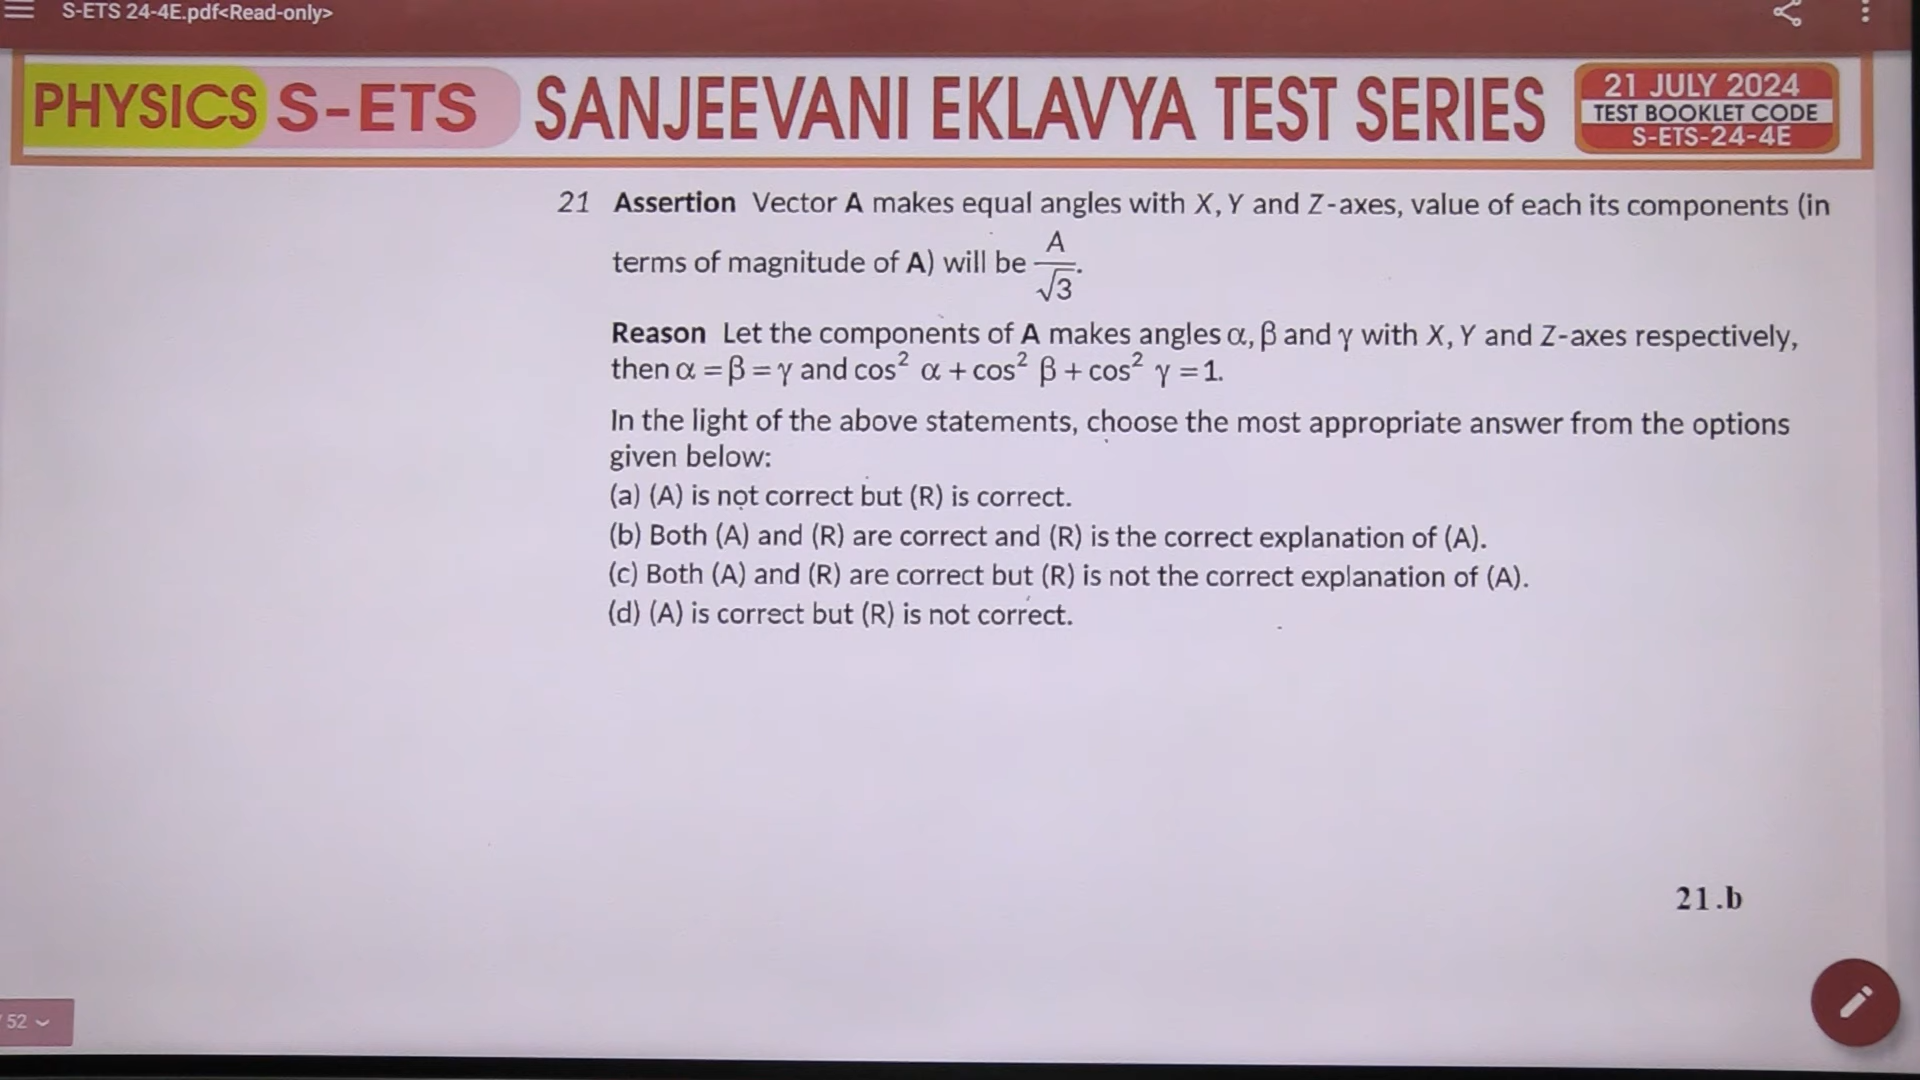 S-ETS 24-4E.pdf<Read-only>
PHYSICS S-ETS SANJEEVANI EKLAVYA TEST SERIES
21 JULY 2024
TEST BOOKLET CODE
S-ETS-24-4E
21 Assertion Vector A makes equal angles with X, Y and Z-axes, value of each its components (in
terms of magnitude of A) will be A/√3.
Reason Let the components of A makes angles α, β and γ with X, Y and Z-axes respectively,
then α = β = γ and cos² α + cos² β + cos² γ = 1.
In the light of the above statements, choose the most appropriate answer from the options
given below:
(a) (A) is not correct but (R) is correct.
(b) Both (A) and (R) are correct and (R) is the correct explanation of (A).
(c) Both (A) and (R) are correct but (R) is not the correct explanation of (A).
(d) (A) is correct but (R) is not correct.
21.b
52